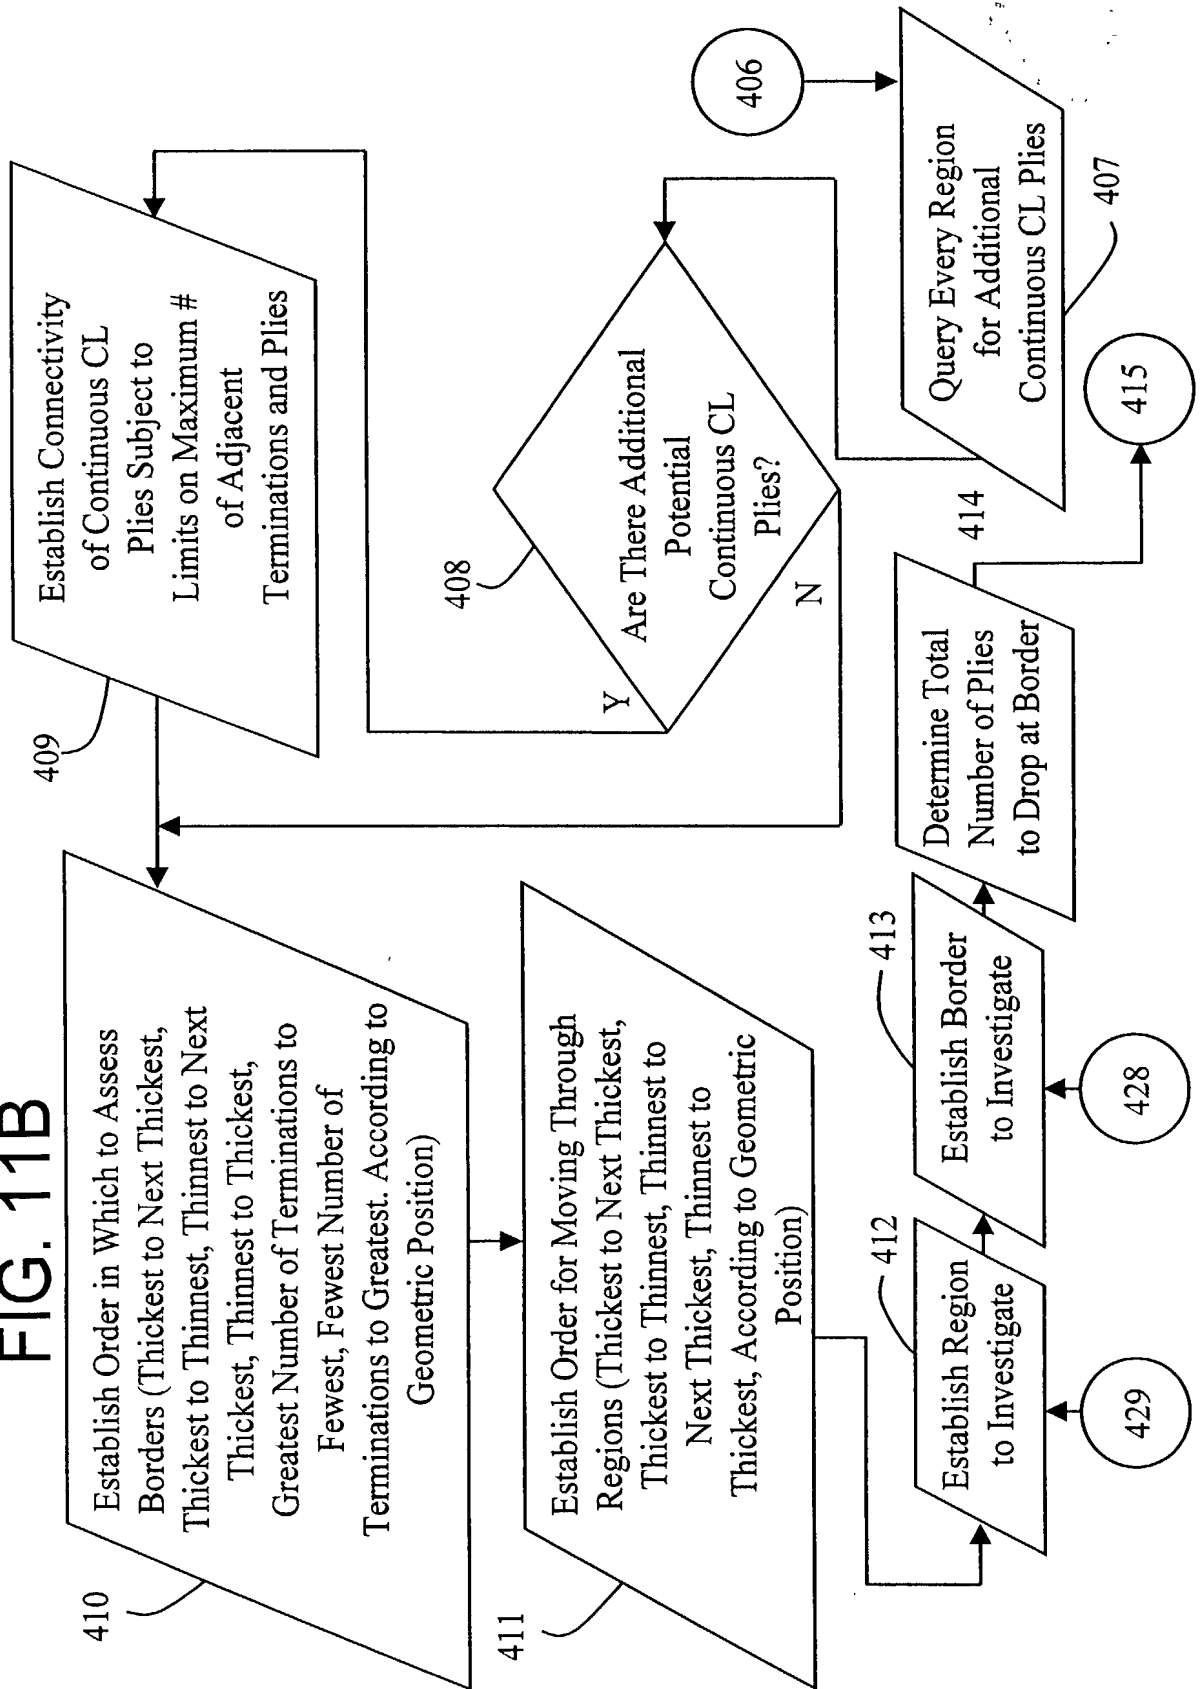 FIG. 11B
406
Query Every Region
for Additional
Continuous CL Plies
407
Are There Additional
Potential
Continuous CL
Plies?
408
Y
N
Establish Connectivity
of Continuous CL
Plies Subject to
Limits on Maximum #
of Adjacent
Terminations and Plies
409
Establish Order in Which to Assess
Borders (Thickest to Next Thickest,
Thickest to Thinnest, Thinnest to Next
Thickest, Thinnest to Thickest,
Greatest Number of Terminations to
Fewest, Fewest Number of
Terminations to Greatest. According to
Geometric Position)
410
Establish Order for Moving Through
Regions (Thickest to Next Thickest,
Thickest to Thinnest, Thinnest to
Next Thickest, Thinnest to
Thickest, According to Geometric
Position)
411
Establish Region
to Investigate
412
429
Establish Border
to Investigate
413
428
Determine Total
Number of Plies
to Drop at Border
414
415